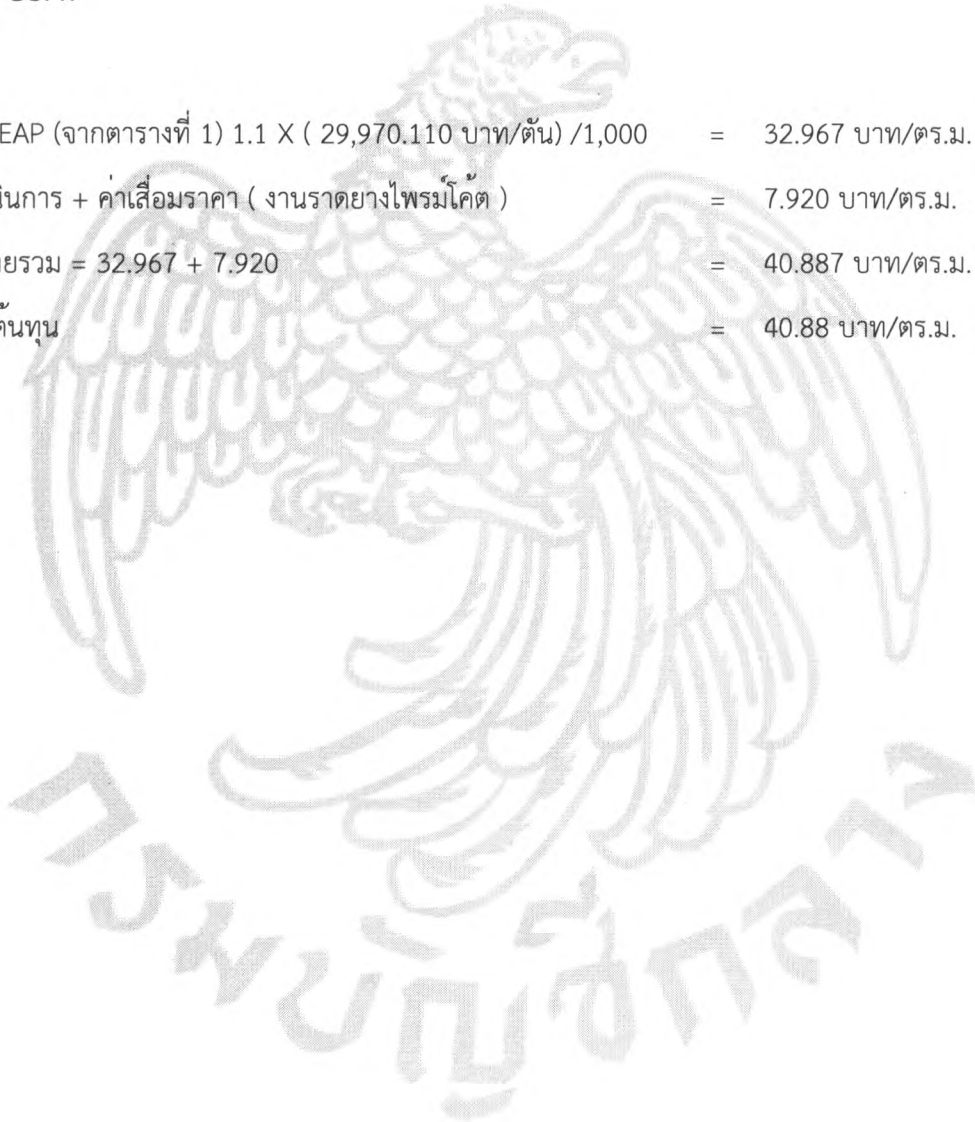 EAP (จากตารางที่ 1) 1.1 X ( 29,970.110 บาท/ตัน) /1,000 = 32.967 บาท/ตร.ม.
นินการ + ค่าเสื่อมราคา ( งานราดยางไพรม์โค้ต ) = 7.920 บาท/ตร.ม.
ยรวม = 32.967 + 7.920 = 40.887 บาท/ตร.ม.
ต้นทุน = 40.88 บาท/ตร.ม.
กรมบัญชีกลาง